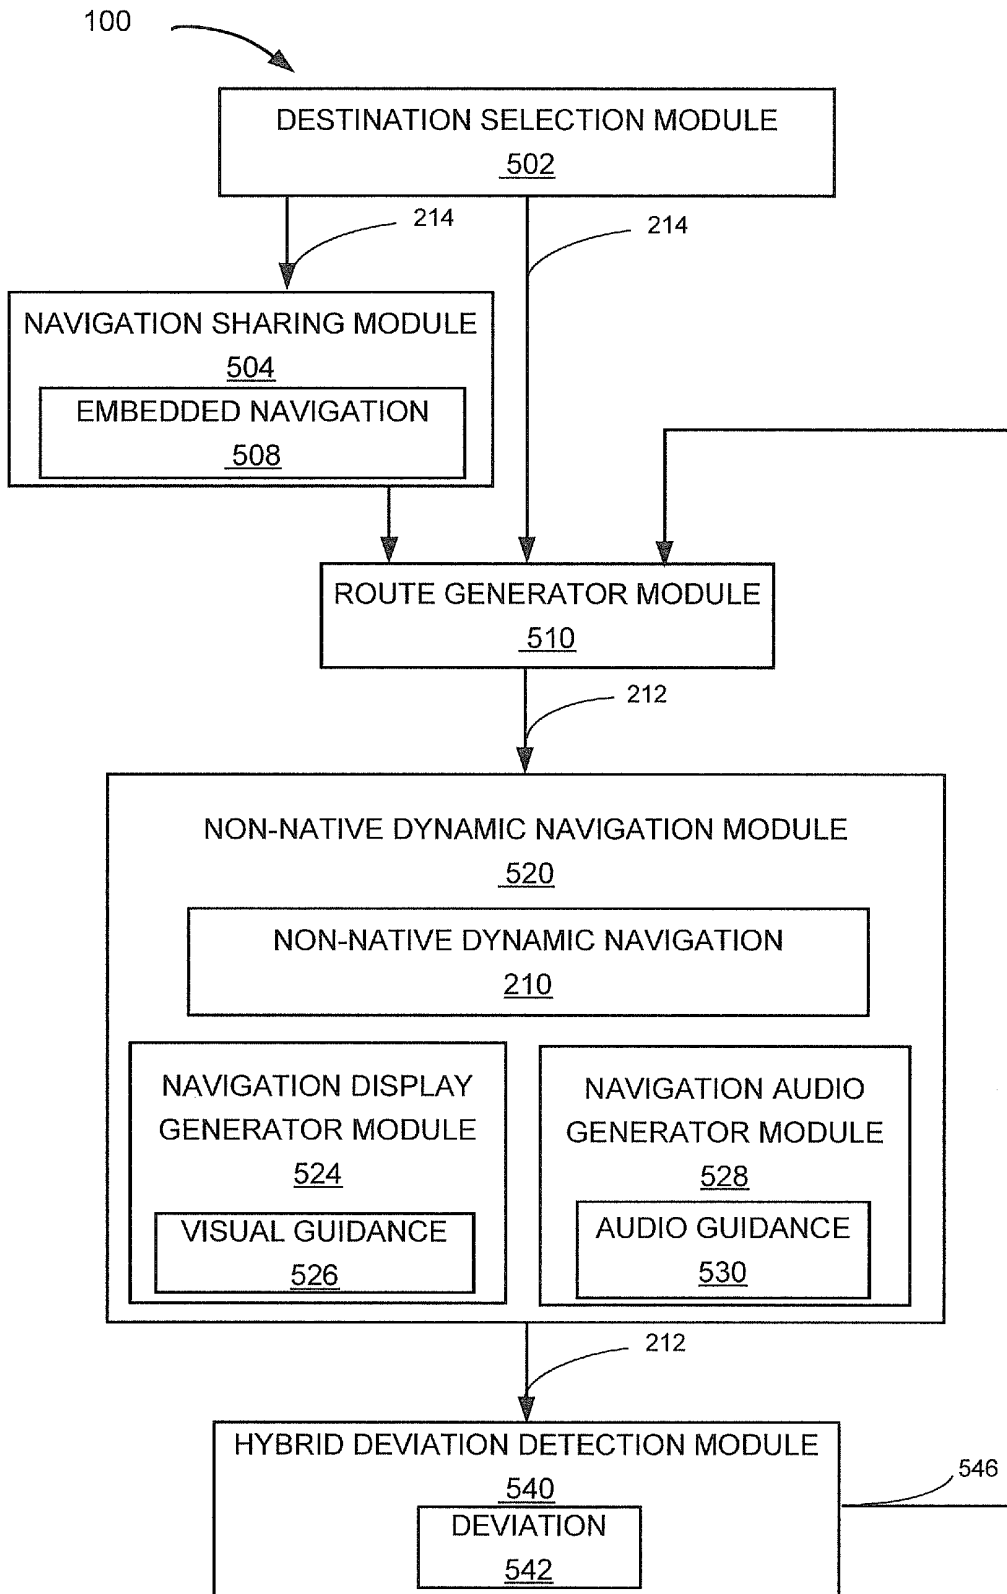 100
DESTINATION SELECTION MODULE
502
214
214
NAVIGATION SHARING MODULE
504
EMBEDDED NAVIGATION
508
ROUTE GENERATOR MODULE
510
212
NON-NATIVE DYNAMIC NAVIGATION MODULE
520
NON-NATIVE DYNAMIC NAVIGATION
210
NAVIGATION DISPLAY
GENERATOR MODULE
524
VISUAL GUIDANCE
526
NAVIGATION AUDIO
GENERATOR MODULE
528
AUDIO GUIDANCE
530
212
HYBRID DEVIATION DETECTION MODULE
540
DEVIATION
542
546